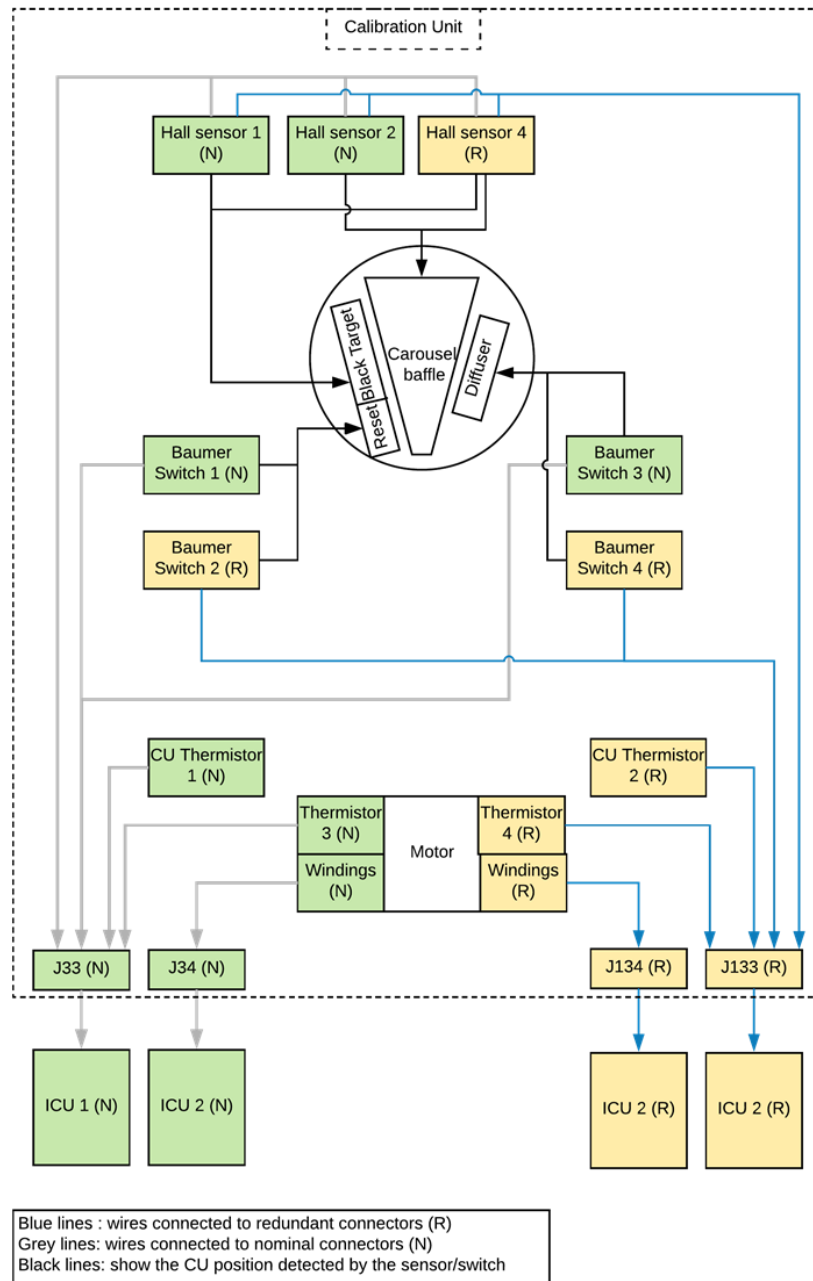 Calibration Unit
Hall sensor 1
(N)
Hall sensor 2
(N)
Hall sensor 4
(R)
Black Target
Reset
Carousel
baffle
Diffuser
Baumer
Switch 1 (N)
Baumer
Switch 3 (N)
Baumer
Switch 2 (R)
Baumer
Switch 4 (R)
CU Thermistor
1 (N)
CU Thermistor
2 (R)
Thermistor
3 (N)
Motor
Thermistor
4 (R)
Windings
(N)
Windings
(R)
J33 (N)
J34 (N)
J134 (R)
J133 (R)
ICU 1 (N)
ICU 2 (N)
ICU 2 (R)
ICU 2 (R)
Blue lines : wires connected to redundant connectors (R)
Grey lines: wires connected to nominal connectors (N)
Black lines: show the CU position detected by the sensor/switch